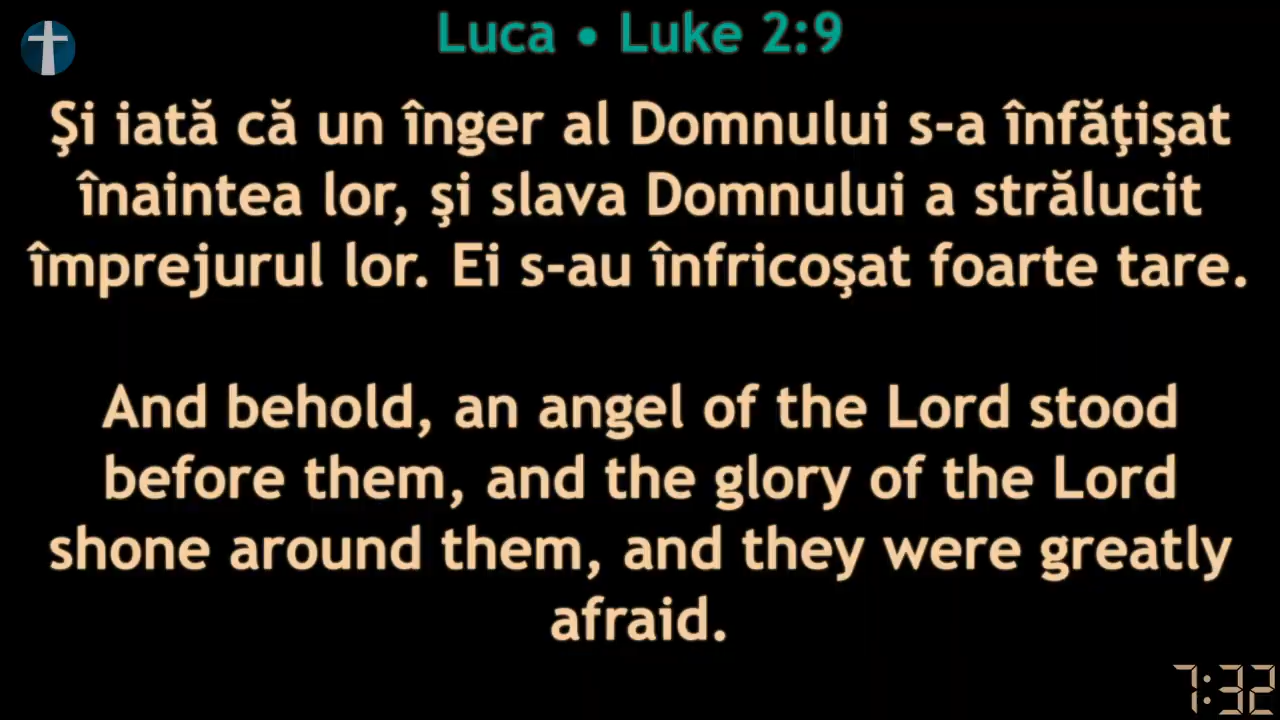 Luca • Luke 2:9
Şi iată că un înger al Domnului s-a înfăţişat
înaintea lor, şi slava Domnului a strălucit
împrejurul lor. Ei s-au înfricoşat foarte tare.
And behold, an angel of the Lord stood
before them, and the glory of the Lord
shone around them, and they were greatly
afraid.
7:32